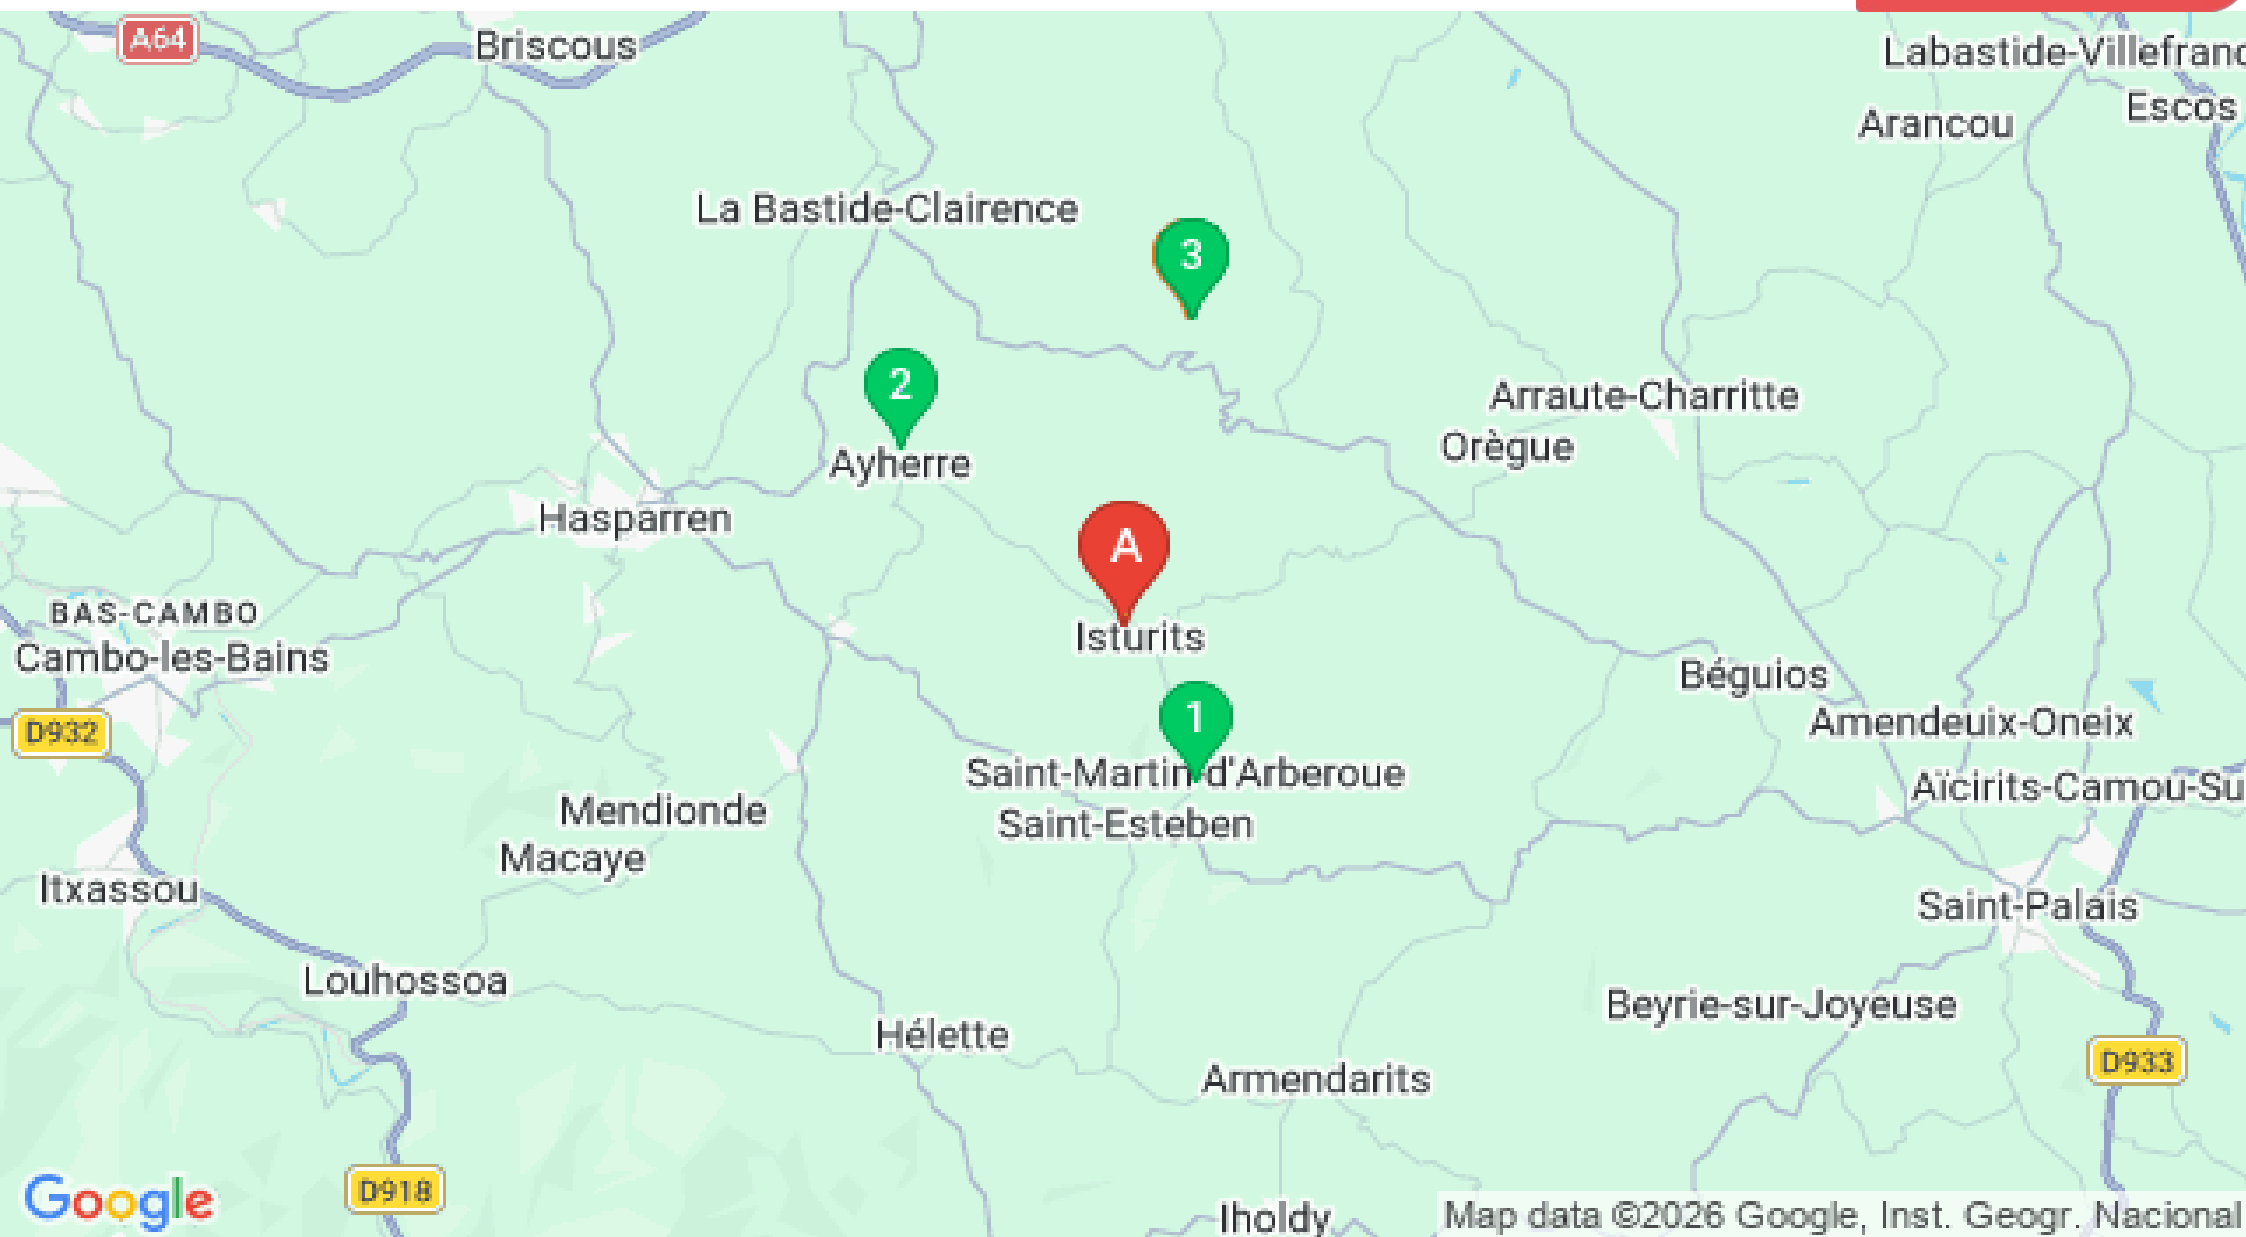 A64
Briscous
Labastide-Villefranc
Escos
Arancou
La Bastide-Clairence
3
2
Arraute-Charritte
Orègue
Ayherre
Hasparren
A
BAS-CAMBO
Isturits
Cambo-les-Bains
Béguios
1
D932
Amendeuix-Oneix
Saint-Martin-d'Arberoue
Aïcirits-Camou-Su
Mendionde
Saint-Esteben
Macaye
Itxassou
Saint-Palais
Louhossoa
Beyrie-sur-Joyeuse
Hélette
D933
Armendarits
D918
Google
Iholdy
Map data ©2026 Google, Inst. Geogr. Nacional